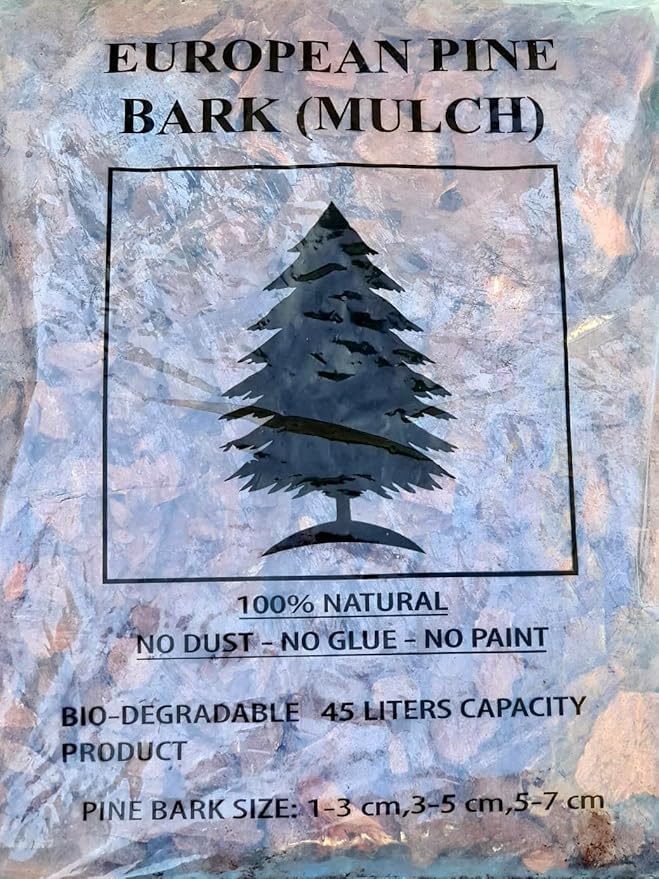 EUROPEAN PINE
BARK (MULCH)
100% NATURAL
NO DUST - NO GLUE - NO PAINT
BIO-DEGRADABLE 45 LITERS CAPACITY
PRODUCT
PINE BARK SIZE: 1-3 cm,3-5 cm,5-7 cm